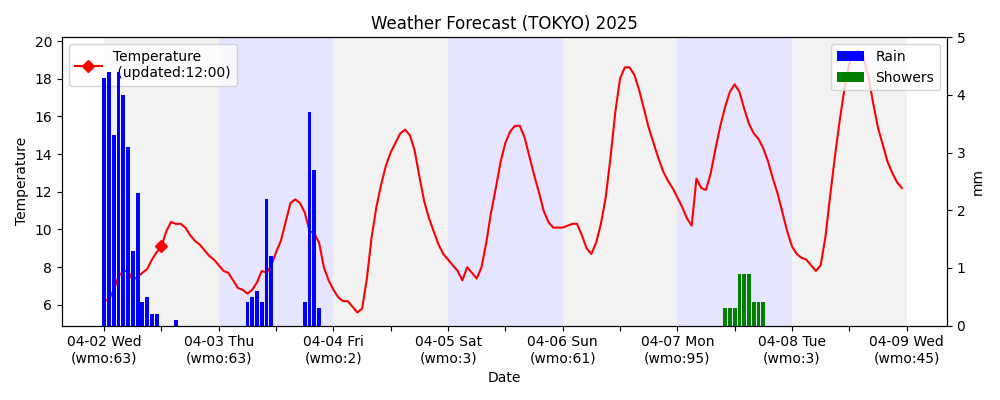 Weather Forecast (TOKYO) 2025
Temperature
(updated:12:00)
Rain
Showers
20
18
16
14
12
10
8
6
Temperature
5
4
3
2
1
0
mm
04-02 Wed
(wmo:63)
04-03 Thu
(wmo:63)
04-04 Fri
(wmo:2)
04-05 Sat
(wmo:3)
04-06 Sun
(wmo:61)
04-07 Mon
(wmo:95)
04-08 Tue
(wmo:3)
04-09 Wed
(wmo:45)
Date